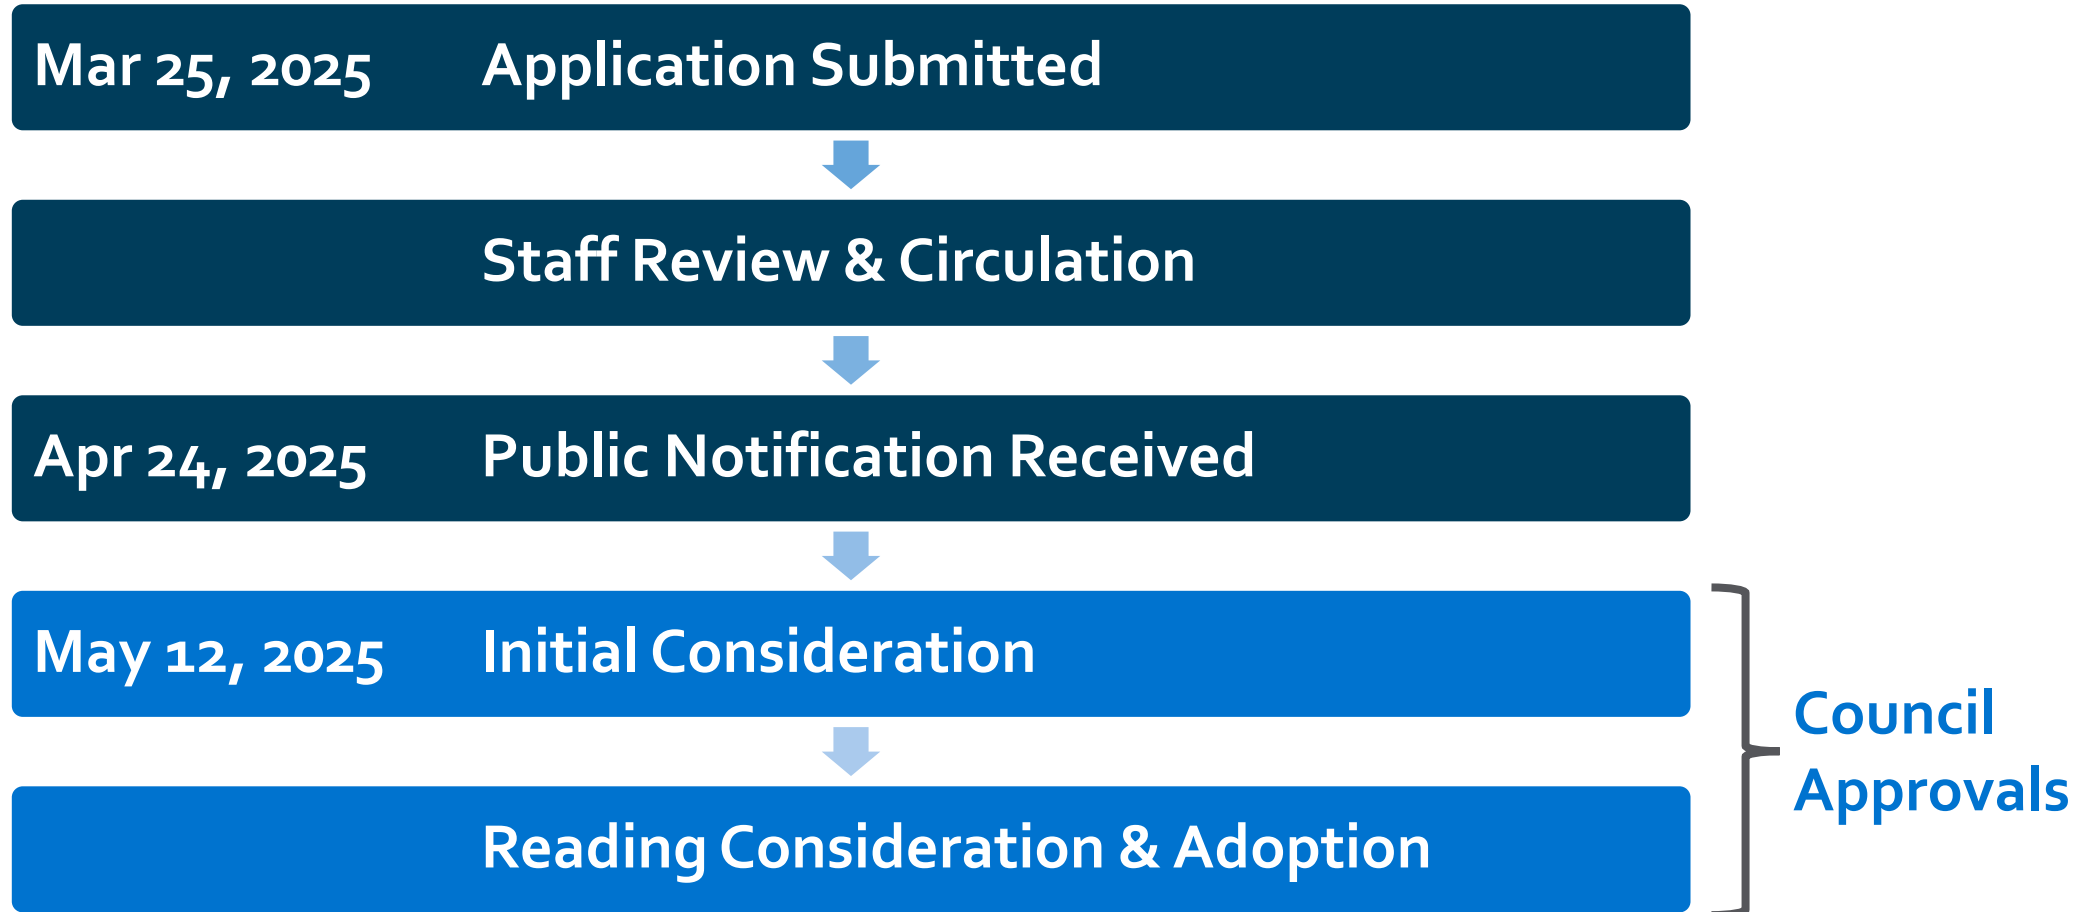 Mar 25, 2025 Application Submitted
Staff Review & Circulation
Apr 24, 2025 Public Notification Received
May 12, 2025 Initial Consideration
Reading Consideration & Adoption
Council
Approvals